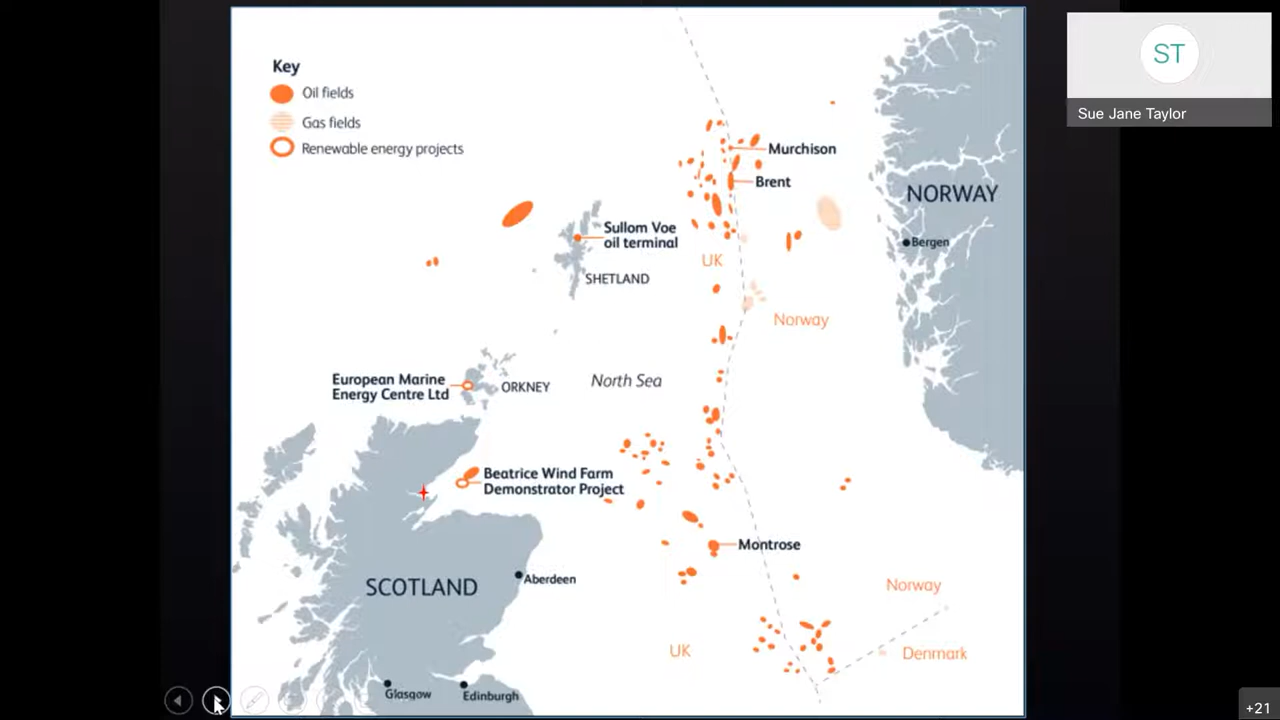 Key
Oil fields
Gas fields
Renewable energy projects
ST
Sue Jane Taylor
Murchison
Brent
NORWAY
Sullom Voe
oil terminal
Bergen
UK
SHETLAND
Norway
European Marine
Energy Centre Ltd
ORKNEY
North Sea
Beatrice Wind Farm
Demonstrator Project
Montrose
SCOTLAND
Aberdeen
Norway
UK
Denmark
Glasgow
Edinburgh
+21